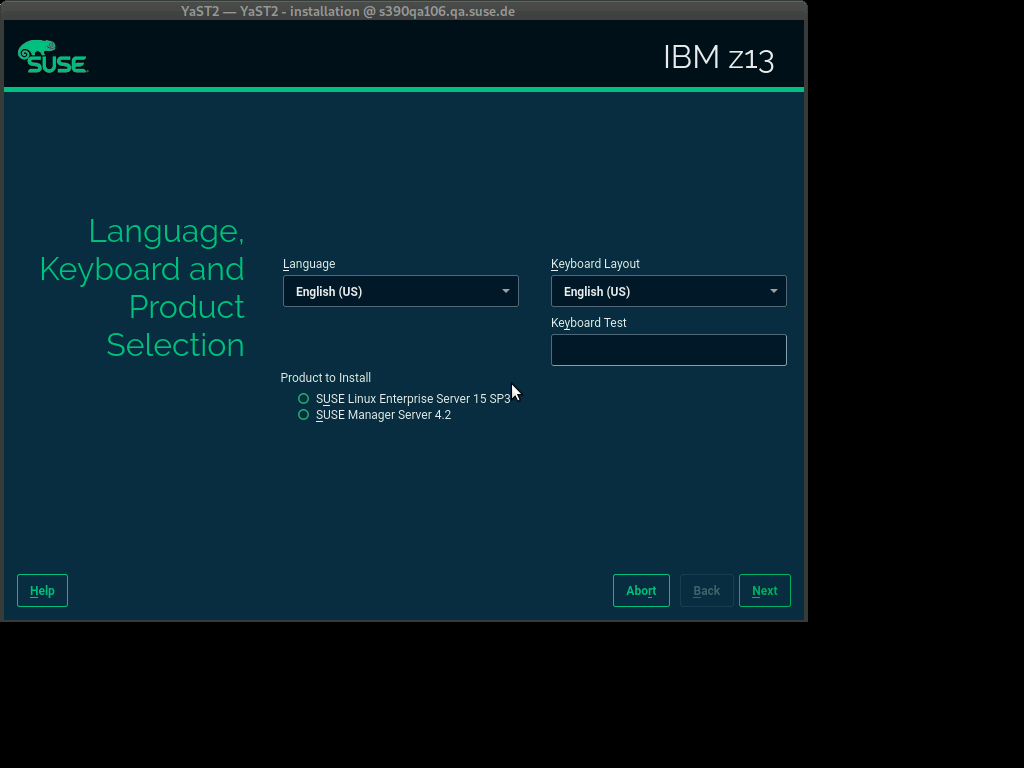 YaST2 — YaST2 - installation @ s390qa106.qa.suse.de
SUSE
IBM z13
Language,
Keyboard and
Product
Selection
Language
Keyboard Layout
English (US)
English (US)
Keyboard Test
Product to Install
SUSE Linux Enterprise Server 15 SP3
SUSE Manager Server 4.2
Help
Abort
Back
Next